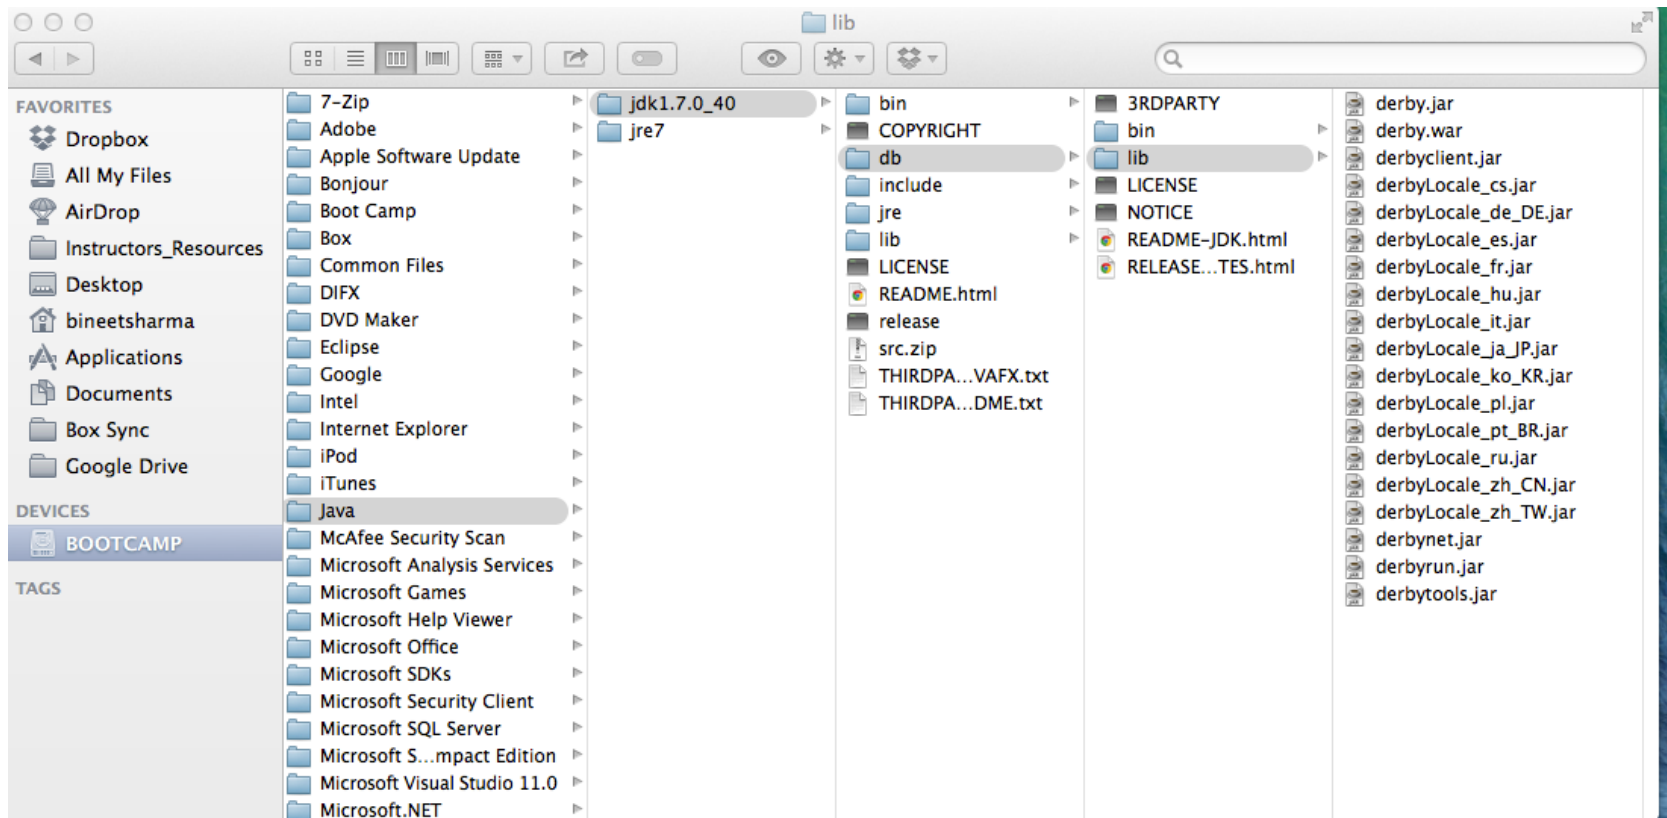 lib
FAVORITES
Dropbox
All My Files
AirDrop
Instructors_Resources
Desktop
bineetsharma
Applications
Documents
Box Sync
Google Drive
DEVICES
BOOTCAMP
TAGS
7-Zip
Adobe
Apple Software Update
Bonjour
Boot Camp
Box
Common Files
DIFX
DVD Maker
Eclipse
Google
Intel
Internet Explorer
iPod
iTunes
Java
McAfee Security Scan
Microsoft Analysis Services
Microsoft Games
Microsoft Help Viewer
Microsoft Office
Microsoft SDKs
Microsoft Security Client
Microsoft SQL Server
Microsoft S...mpact Edition
Microsoft Visual Studio 11.0
Microsoft.NET
jdk1.7.0_40
jre7
bin
COPYRIGHT
db
include
jre
lib
LICENSE
README.html
release
src.zip
THIRDPA...VAFX.txt
THIRDPA...DME.txt
3RDPARTY
bin
lib
LICENSE
NOTICE
README-JDK.html
RELEASE...TES.html
derby.jar
derby.war
derbyclient.jar
derbyLocale_cs.jar
derbyLocale_de_DE.jar
derbyLocale_es.jar
derbyLocale_fr.jar
derbyLocale_hu.jar
derbyLocale_it.jar
derbyLocale_ja_JP.jar
derbyLocale_ko_KR.jar
derbyLocale_pl.jar
derbyLocale_pt_BR.jar
derbyLocale_ru.jar
derbyLocale_zh_CN.jar
derbyLocale_zh_TW.jar
derbynet.jar
derbyrun.jar
derbytools.jar